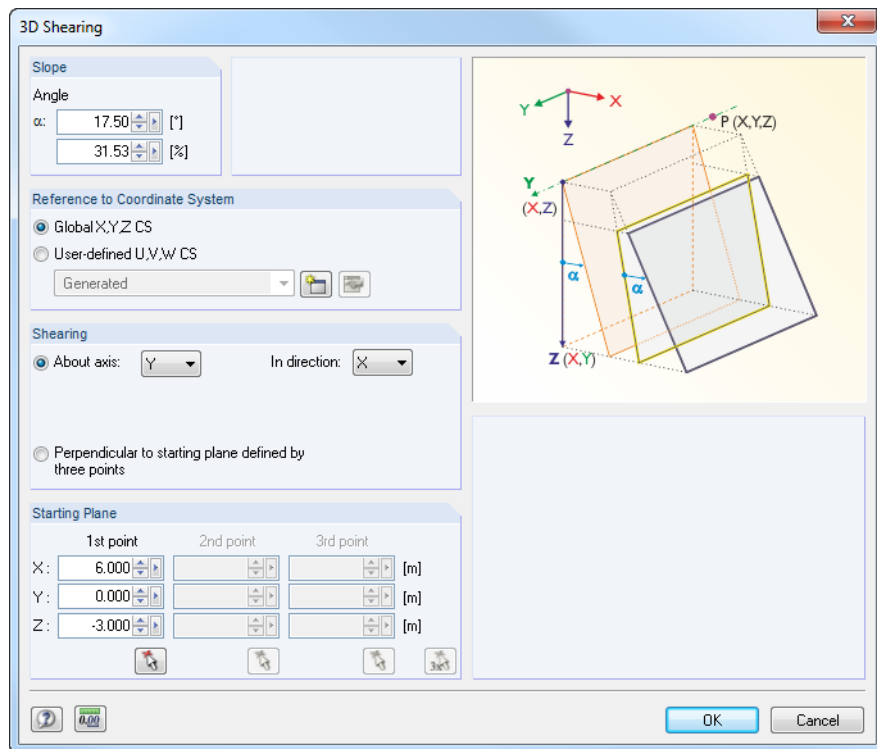 3D Shearing
Slope
Angle
α: 17.50 [°]
31.53 [%]
Reference to Coordinate System
Global X,Y,Z CS
User-defined U,V,W CS
Generated
Shearing
About axis: Y In direction: X
Perpendicular to starting plane defined by
three points
Starting Plane
1st point 2nd point 3rd point
X: 6.000 [m]
Y: 0.000 [m]
Z: -3.000 [m]
3x
0.00
OK Cancel
Y X
Z
P (X,Y,Z)
Y
(X,Z)
α
α
Z (X,Y)